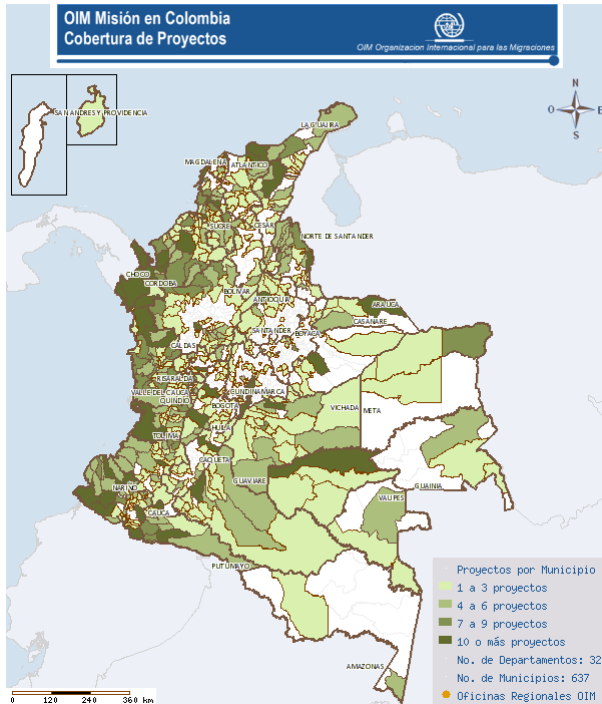 OIM Misión en Colombia
Cobertura de Proyectos
OIM Organizacion Internacional para las Migraciones
N
O
E
S
SAN ANDRES Y PROVIDENCIA
LA GUAJIRA
MAGDALENA
ATLANTICO
SUCRE
CESAR
NORTE DE SANTANDER
CHOCO
CORDOBA
BOLIVAR
ANTIOQUIA
ARAUCA
CASANARE
SANTANDER
BOYACA
CALDAS
RISARALDA
VALLE DEL CAUCA
QUINDIO
CUNDINAMARCA
BOGOTA
VICHADA
META
HUILA
TOLIMA
CAQUETA
GUAVIARE
GUAINIA
VAUPES
NARIÑO
CAUCA
PUTUMAYO
AMAZONAS
Proyectos por Municipio
1 a 3 proyectos
4 a 6 proyectos
7 a 9 proyectos
10 o más proyectos
No. de Departamentos: 32
No. de Municipios: 637
Oficinas Regionales OIM
0 120 240 360 km